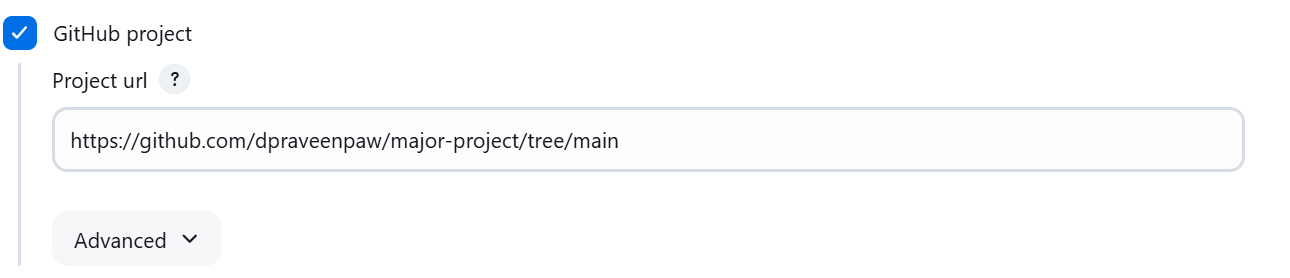 GitHub project
Project url ?
https://github.com/dpraveenpaw/major-project/tree/main
Advanced